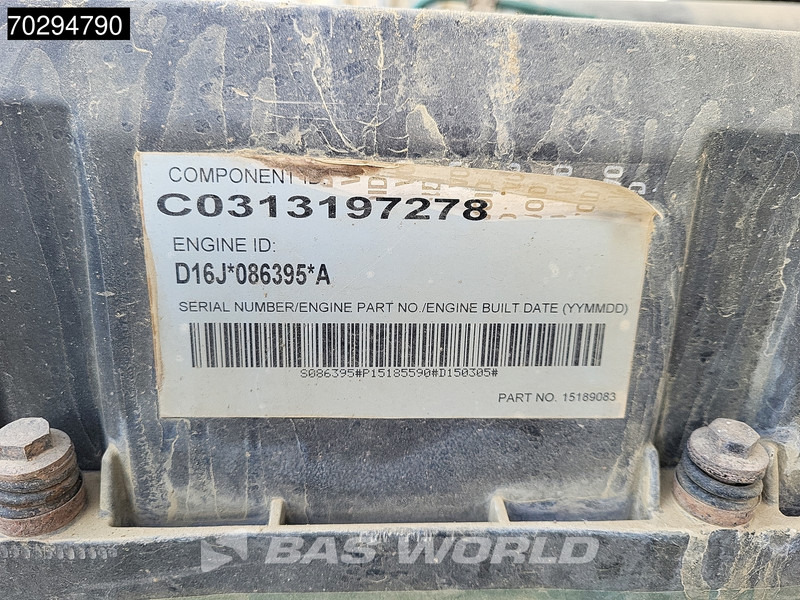 70294790
COMPONENT ID:
C0313197278
ENGINE ID:
D16J*086395*A
SERIAL NUMBER/ENGINE PART NO./ENGINE BUILT DATE (YYMMDD)
S086395#P15185590#D150305#
PART NO. 15189083
BAS WORLD